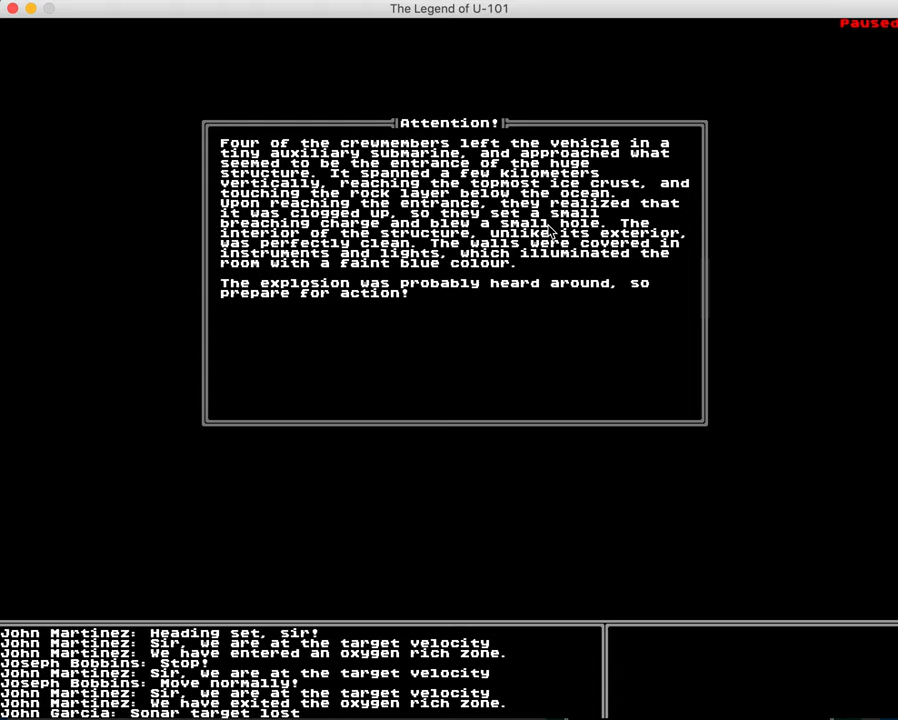 The Legend of U-101
Paused
Attention!
Four of the crewmembers left the vehicle in a
tiny auxiliary submarine, and approached what
seemed to be the entrance of the huge
structure. It spanned a few kilometers
vertically, reaching the topmost ice crust, and
touching the rock layer below the ocean.
Upon reaching the entrance, they realized that
it was clogged up, so they set a small
breaching charge and blew a small hole. The
interior of the structure, unlike its exterior,
was perfectly clean. The walls were covered in
instruments and lights, which illuminated the
room with a faint blue colour.
The explosion was probably heard around, so
prepare for action!
John Martinez: Heading set, sir!
John Martinez: Sir, we are at the target velocity
John Martinez: We have entered an oxygen rich zone.
Joseph Bobbins: Stop!
John Martinez: Sir, we are at the target velocity
Joseph Bobbins: Move normally!
John Martinez: Sir, we are at the target velocity
John Martinez: We have exited the oxygen rich zone.
John Garcia: Sonar target lost